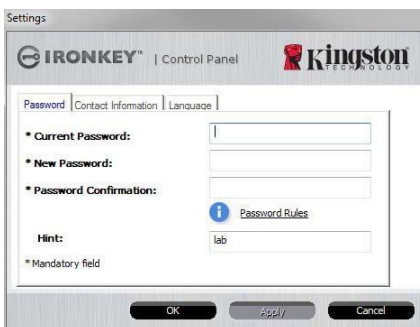 Settings
IRONKEY™ | Control Panel
Kingston
TECHNOLOGY
Password Contact Information Language
* Current Password:
* New Password:
* Password Confirmation:
i Password Rules
Hint: lab
* Mandatory field
OK Apply Cancel